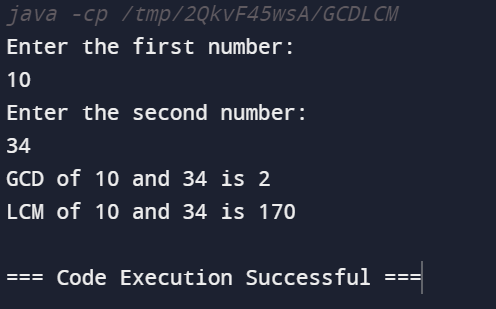 java -cp /tmp/2QkvF45wsA/GCDLCM
Enter the first number:
10
Enter the second number:
34
GCD of 10 and 34 is 2
LCM of 10 and 34 is 170
=== Code Execution Successful ===